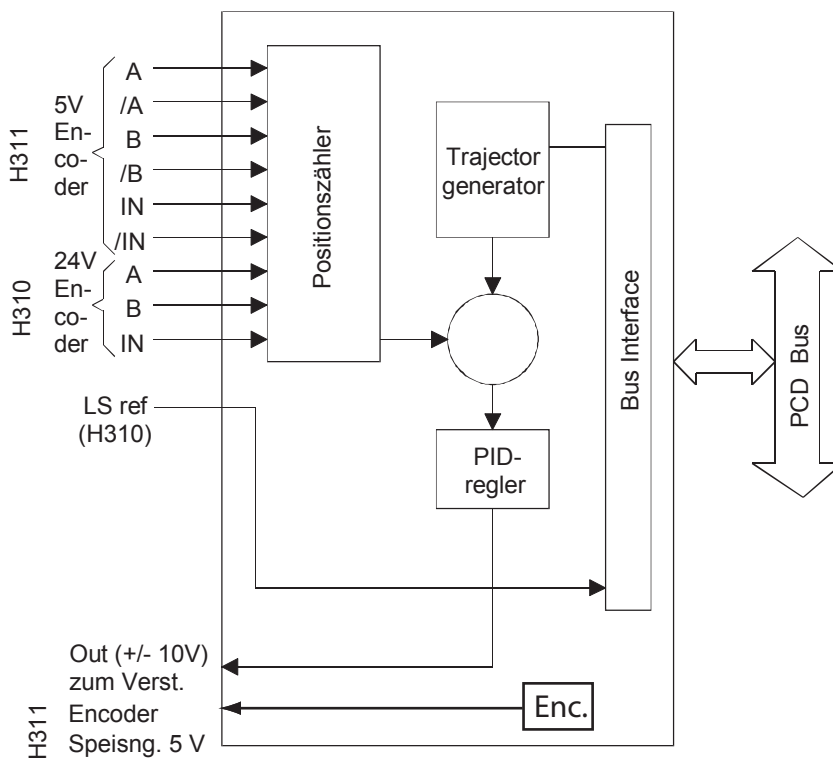 H311
5V
En-
co-
der
A
/A
B
/B
IN
/IN
H310
24V
En-
co-
der
A
B
IN
LS ref
(H310)
Positionszähler
Trajector
generator
PID-
regler
Bus Interface
PCD Bus
Out (+/- 10V)
zum Verst.
H311
Encoder
Speisng. 5 V
Enc.